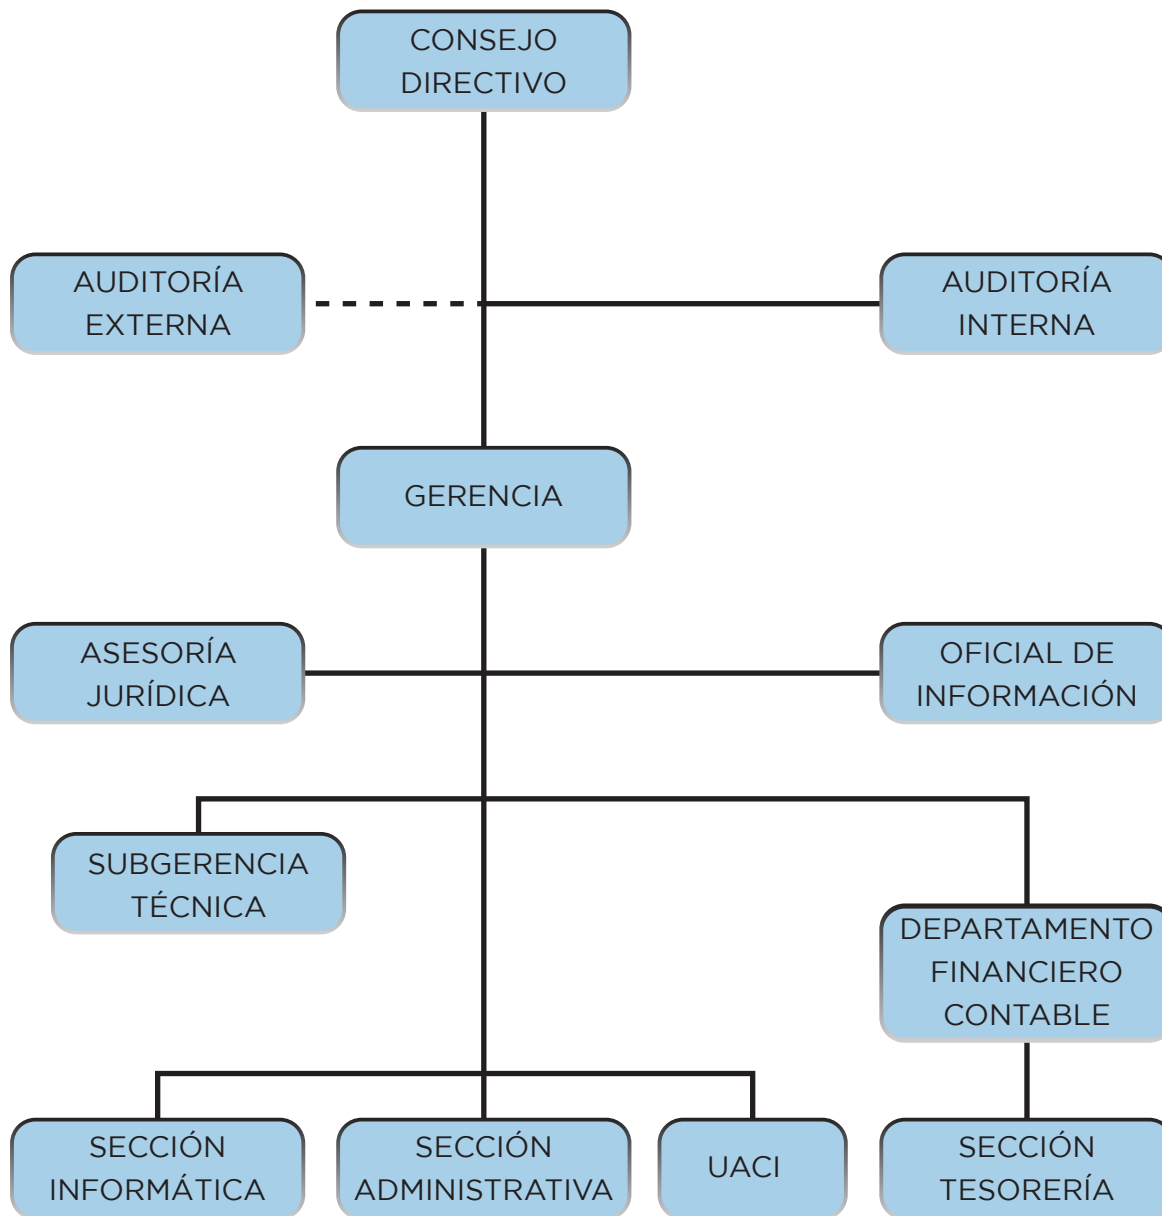 CONSEJO
DIRECTIVO
AUDITORÍA
EXTERNA
AUDITORÍA
INTERNA
GERENCIA
ASESORÍA
JURÍDICA
OFICIAL DE
INFORMACIÓN
SUBGERENCIA
TÉCNICA
DEPARTAMENTO
FINANCIERO
CONTABLE
SECCIÓN
INFORMÁTICA
SECCIÓN
ADMINISTRATIVA
UACI
SECCIÓN
TESORERÍA